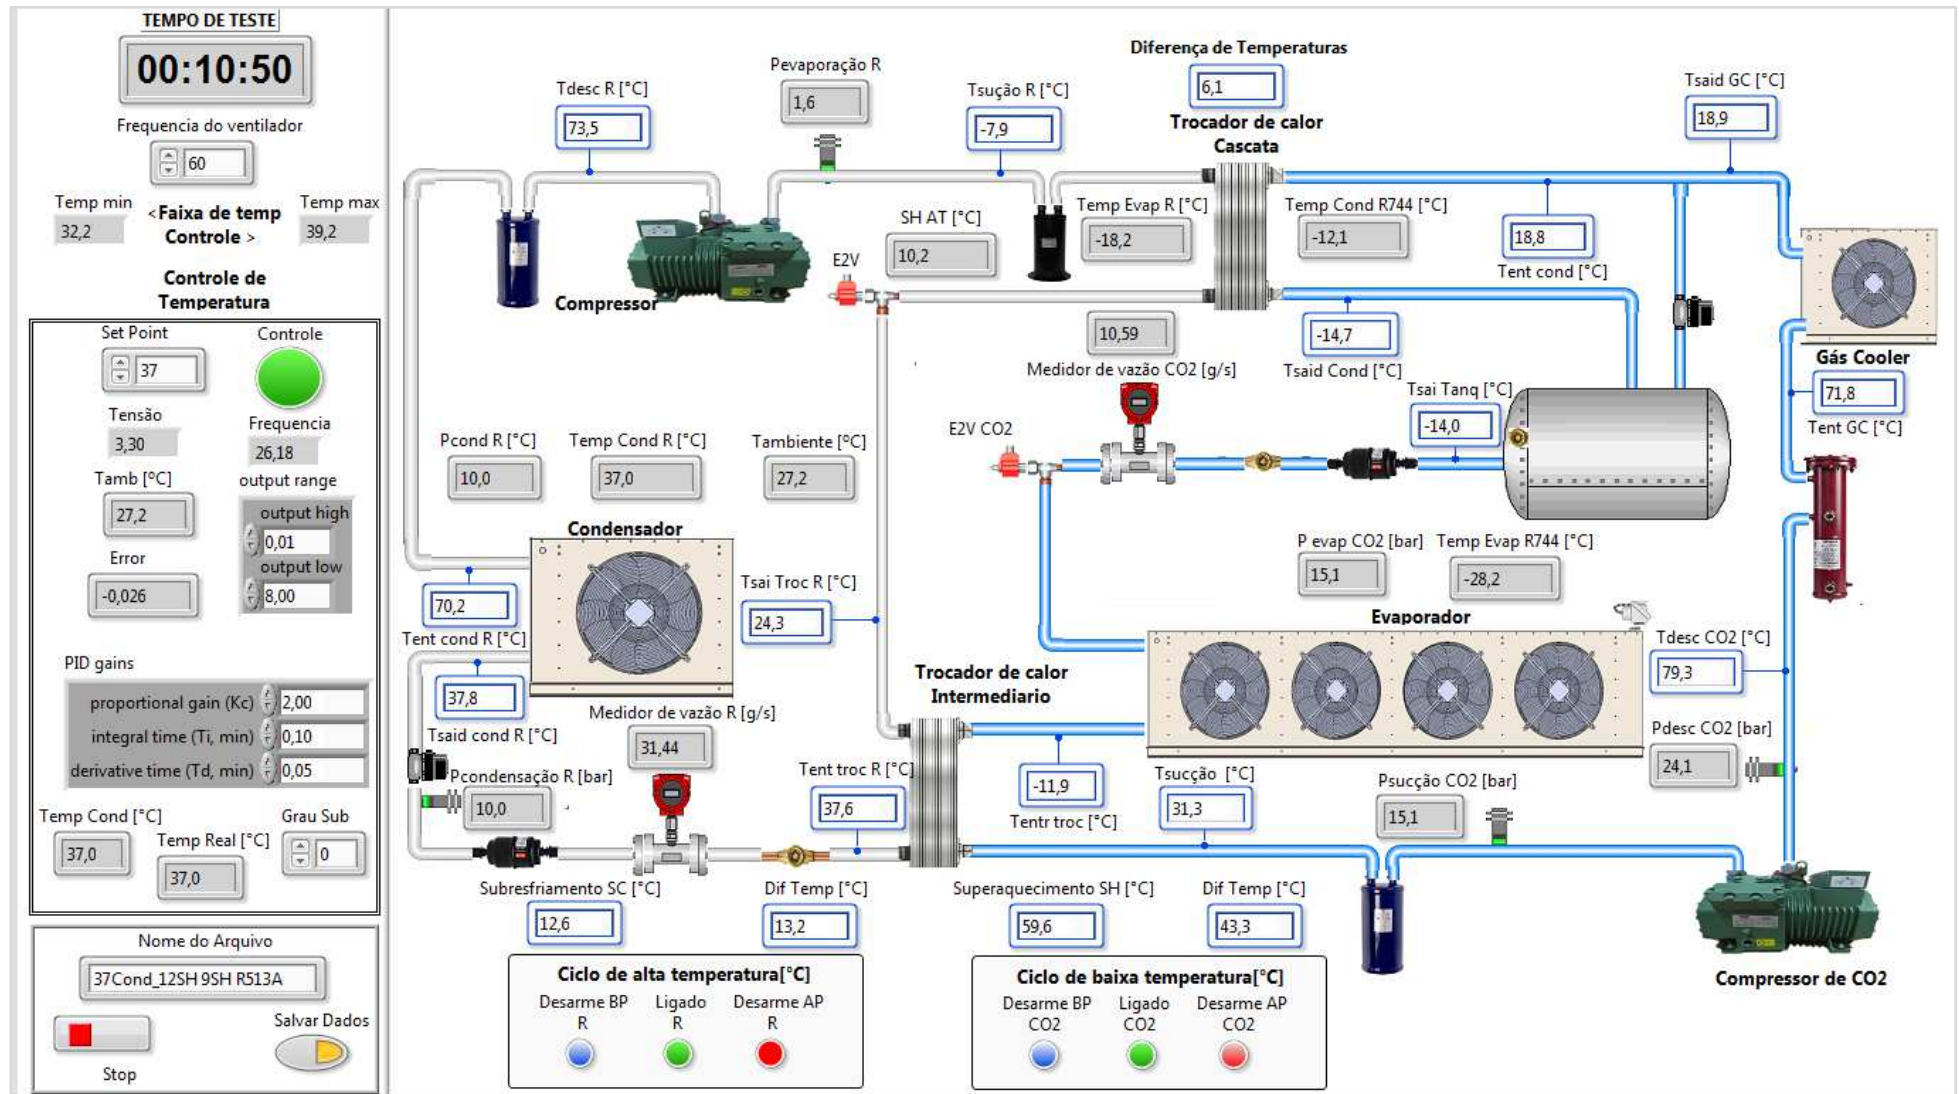 TEMPO DE TESTE
00:10:50
Frequencia do ventilador
60
Temp min
32,2
<Faixa de temp
Controle >
Temp max
39,2
Controle de
Temperatura
Set Point
37
Controle
Tensão
3,30
Frequencia
26,18
Tamb [°C]
27,2
output range
output high
0,01
output low
8,00
Error
-0,026
PID gains
proportional gain (Kc)
2,00
integral time (Ti, min)
0,10
derivative time (Td, min)
0,05
Temp Cond [°C]
37,0
Temp Real [°C]
37,0
Grau Sub
0
Nome do Arquivo
37Cond_12SH 9SH R513A
Stop
Salvar Dados
Tdesc R [°C]
73,5
Pevaporação R
1,6
Tsução R [°C]
-7,9
Diferença de Temperaturas
6,1
Trocador de calor
Cascata
Tsaid GC [°C]
18,9
Compressor
E2V
SH AT [°C]
10,2
Temp Evap R [°C]
-18,2
Temp Cond R744 [°C]
-12,1
18,8
Tent cond [°C]
10,59
Medidor de vazão CO2 [g/s]
-14,7
Tsaid Cond [°C]
Gás Cooler
71,8
Tent GC [°C]
Tsai Tanq [°C]
-14,0
E2V CO2
Pcond R [°C]
10,0
Temp Cond R [°C]
37,0
Tambiente [°C]
27,2
Condensador
P evap CO2 [bar]
15,1
Temp Evap R744 [°C]
-28,2
Evaporador
70,2
Tent cond R [°C]
Tsai Troc R [°C]
24,3
37,8
Tsaid cond R [°C]
Trocador de calor
Intermediario
Tdesc CO2 [°C]
79,3
Medidor de vazão R [g/s]
31,44
Pdesc CO2 [bar]
24,1
Pcondensação R [bar]
10,0
Tent troc R [°C]
37,6
-11,9
Tentr troc [°C]
Tsucção [°C]
31,3
Psucção CO2 [bar]
15,1
Subresfriamento SC [°C]
12,6
Dif Temp [°C]
13,2
Superaquecimento SH [°C]
59,6
Dif Temp [°C]
43,3
Compressor de CO2
Ciclo de alta temperatura[°C]
Desarme BP
R
Ligado
R
Desarme AP
R
Ciclo de baixa temperatura[°C]
Desarme BP
CO2
Ligado
CO2
Desarme AP
CO2